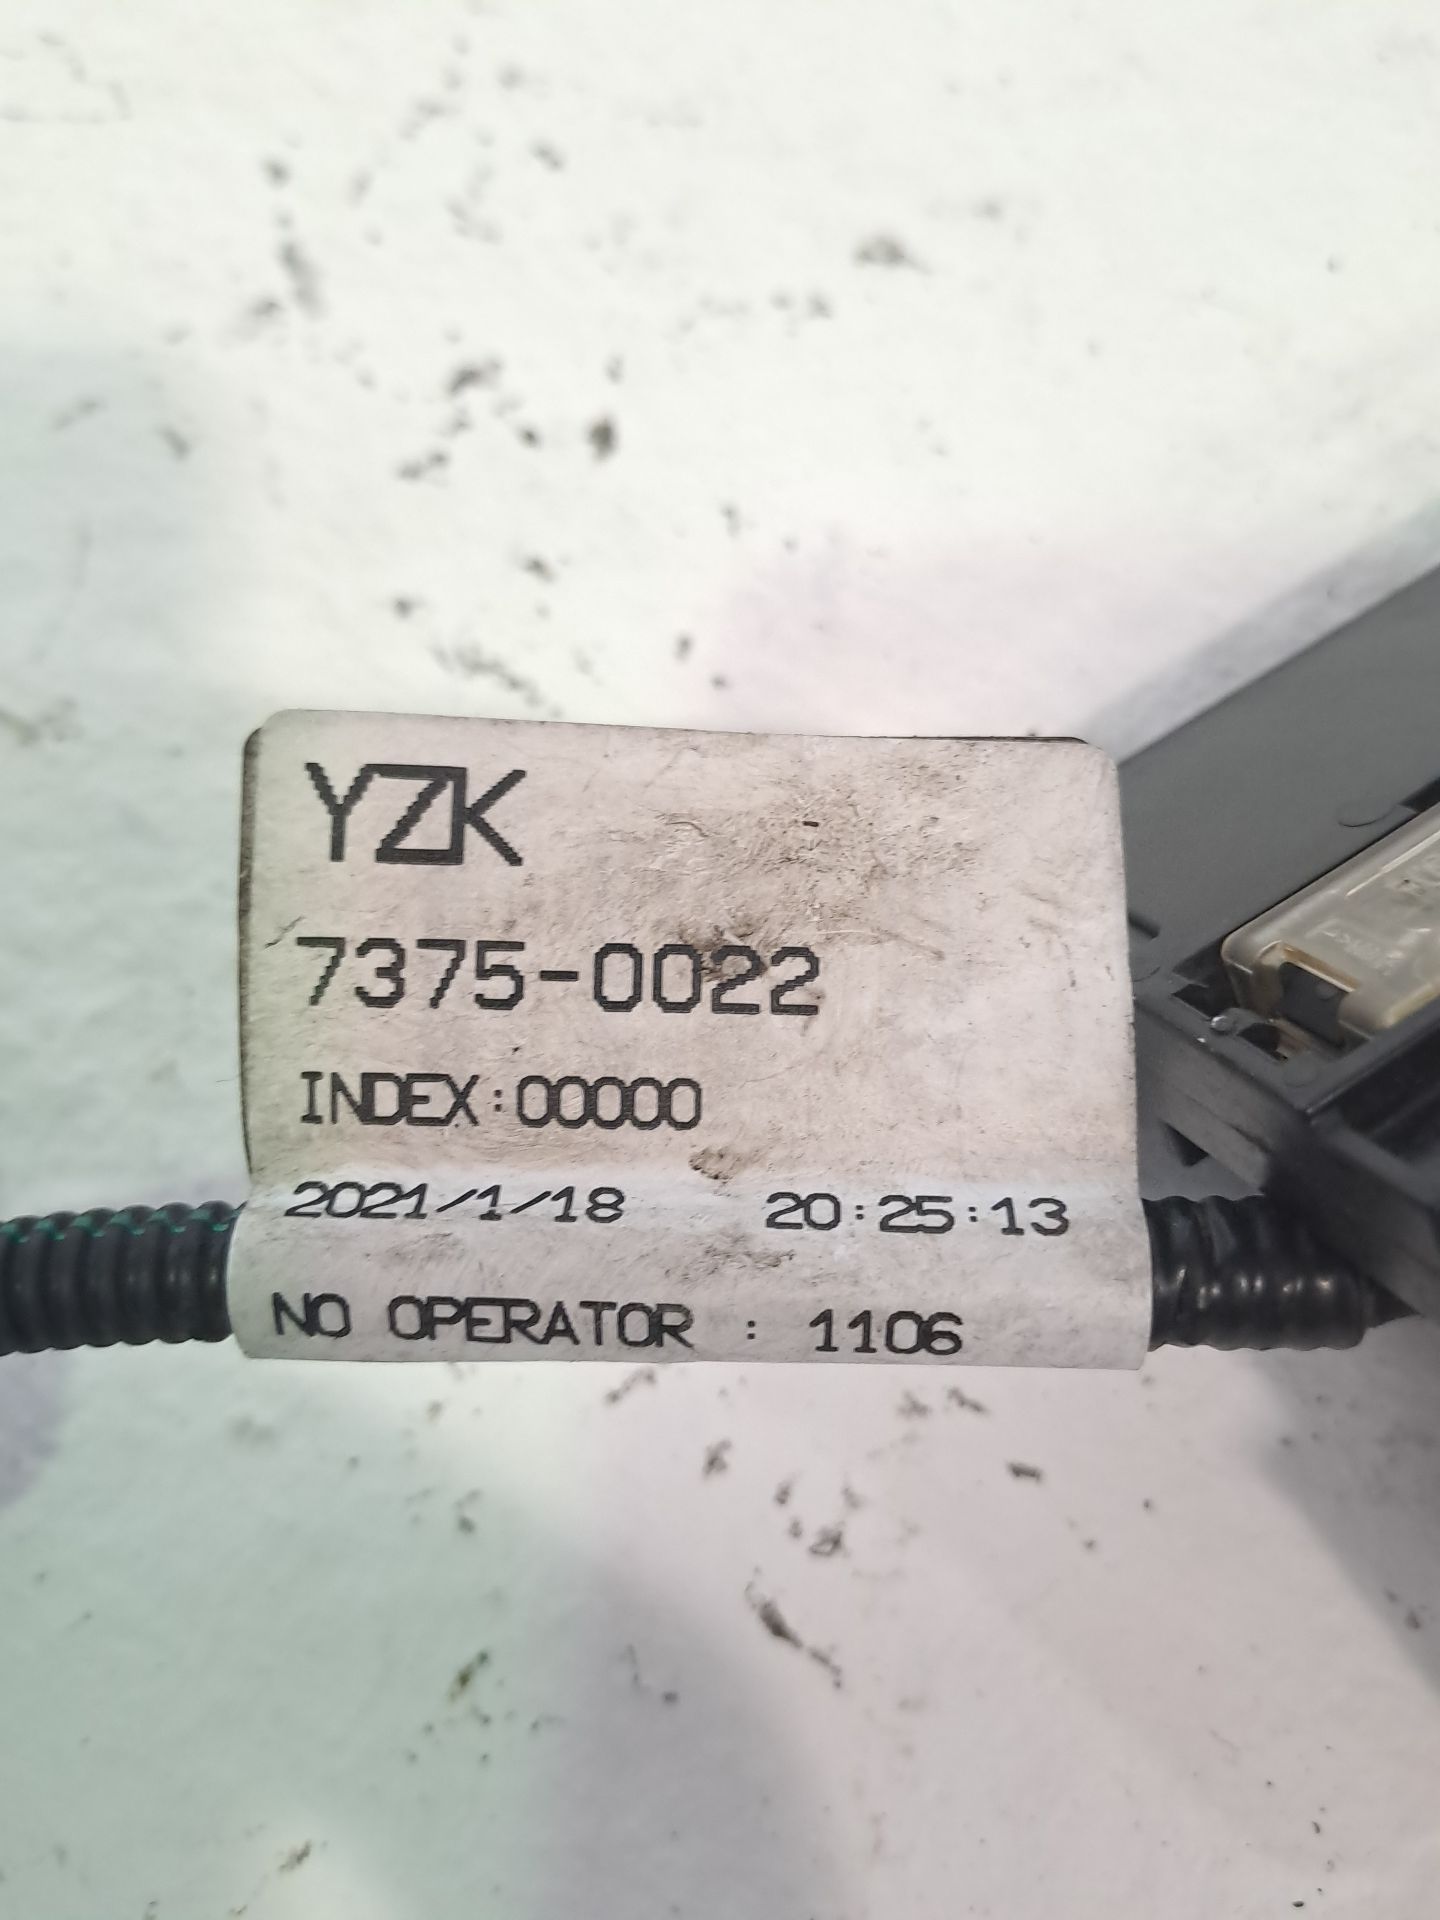 YZK
7375-0022
INDEX:00000
2021/1/18 20:25:13
NO OPERATOR : 1106